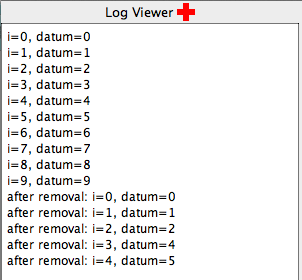 Log Viewer
i=0, datum=0
i=1, datum=1
i=2, datum=2
i=3, datum=3
i=4, datum=4
i=5, datum=5
i=6, datum=6
i=7, datum=7
i=8, datum=8
i=9, datum=9
after removal: i=0, datum=0
after removal: i=1, datum=1
after removal: i=2, datum=2
after removal: i=3, datum=4
after removal: i=4, datum=5